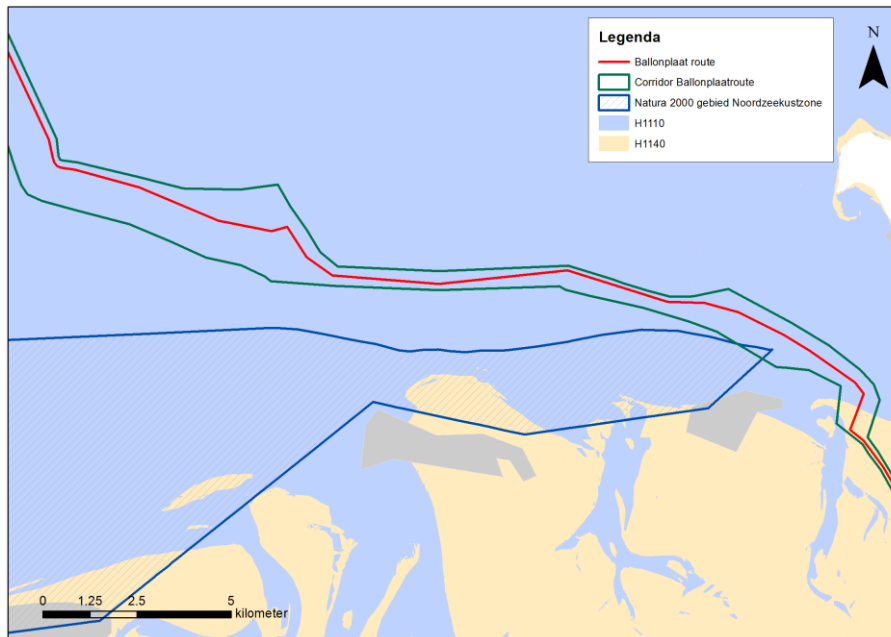 Legenda
N
Ballonplaat route
Corridor Ballonplaatroute
Natura 2000 gebied Noordzeekustzone
H1110
H1140
0 1.25 2.5 5
kilometer